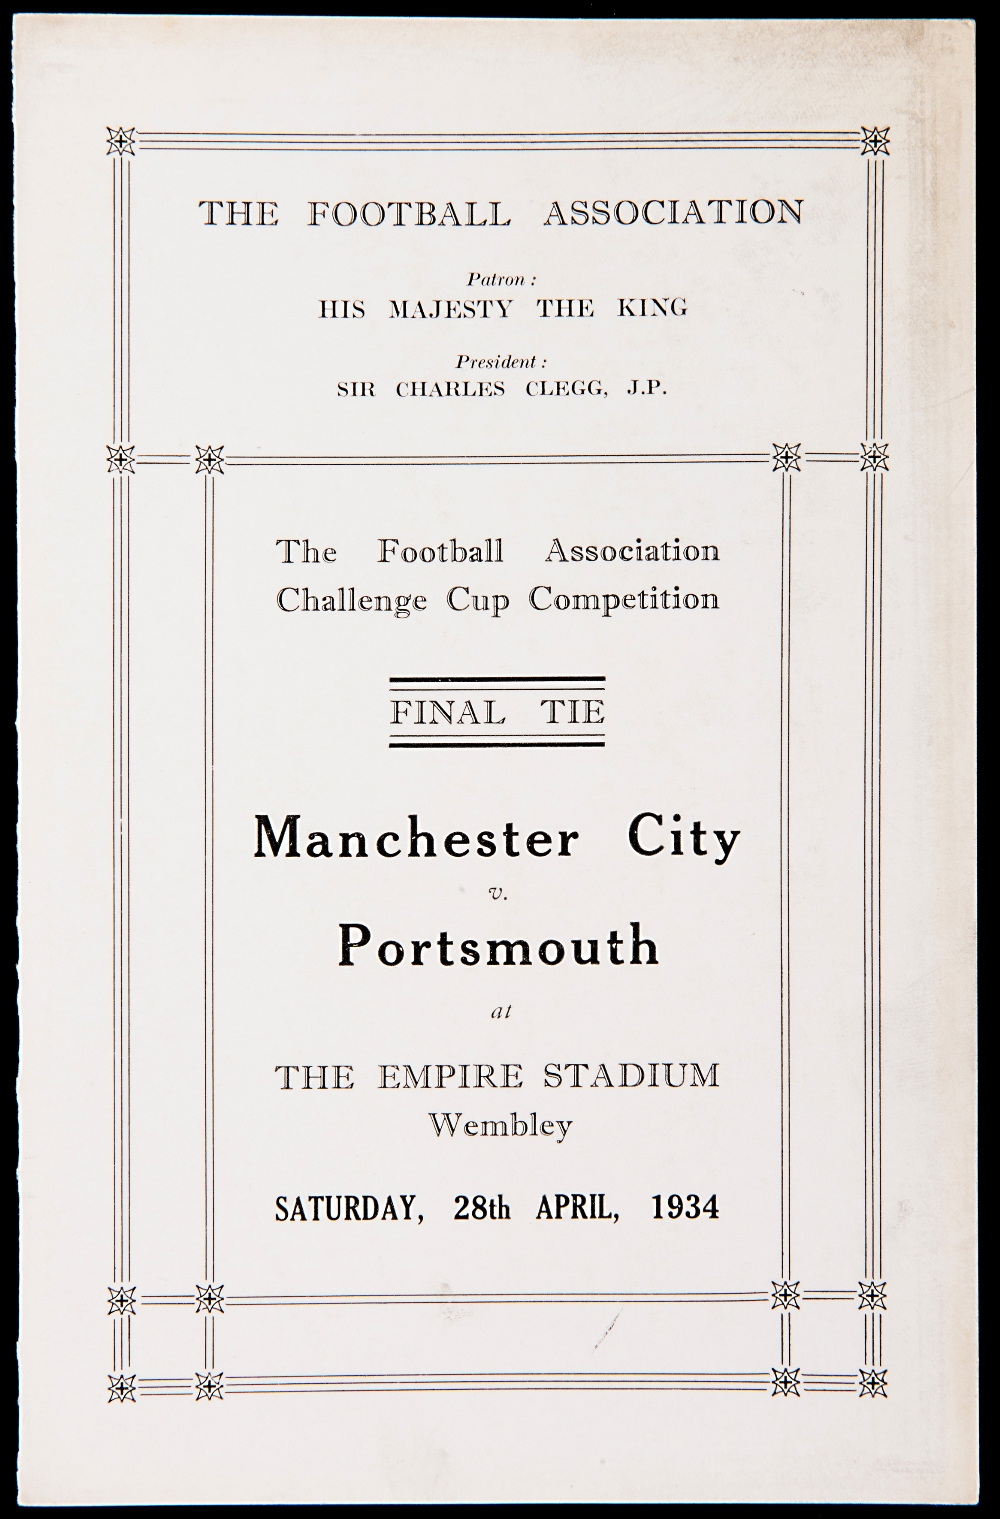 THE FOOTBALL ASSOCIATION
Patron :
HIS MAJESTY THE KING
President :
SIR CHARLES CLEGG, J.P.
The Football Association
Challenge Cup Competition
FINAL TIE
Manchester City
v.
Portsmouth
at
THE EMPIRE STADIUM
Wembley
SATURDAY, 28th APRIL, 1934